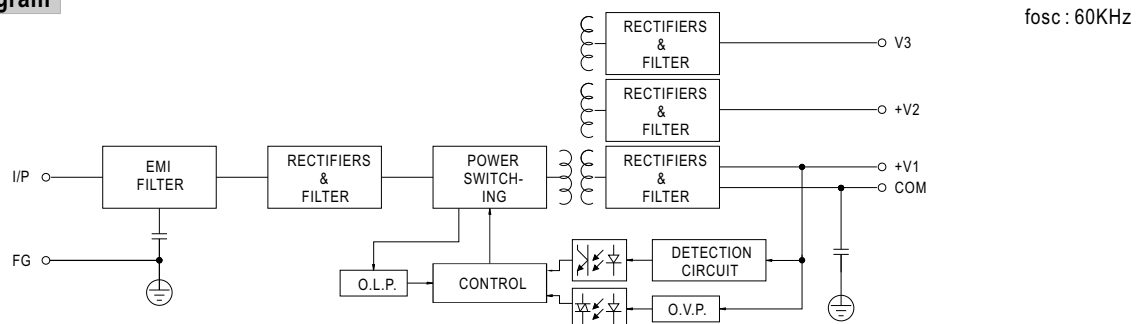 fosc : 60KHz
RECTIFIERS
&
FILTER
V3
RECTIFIERS
&
FILTER
+V2
I/P
EMI
FILTER
RECTIFIERS
&
FILTER
POWER
SWITCH-
ING
RECTIFIERS
&
FILTER
+V1
COM
FG
O.L.P.
CONTROL
DETECTION
CIRCUIT
O.V.P.